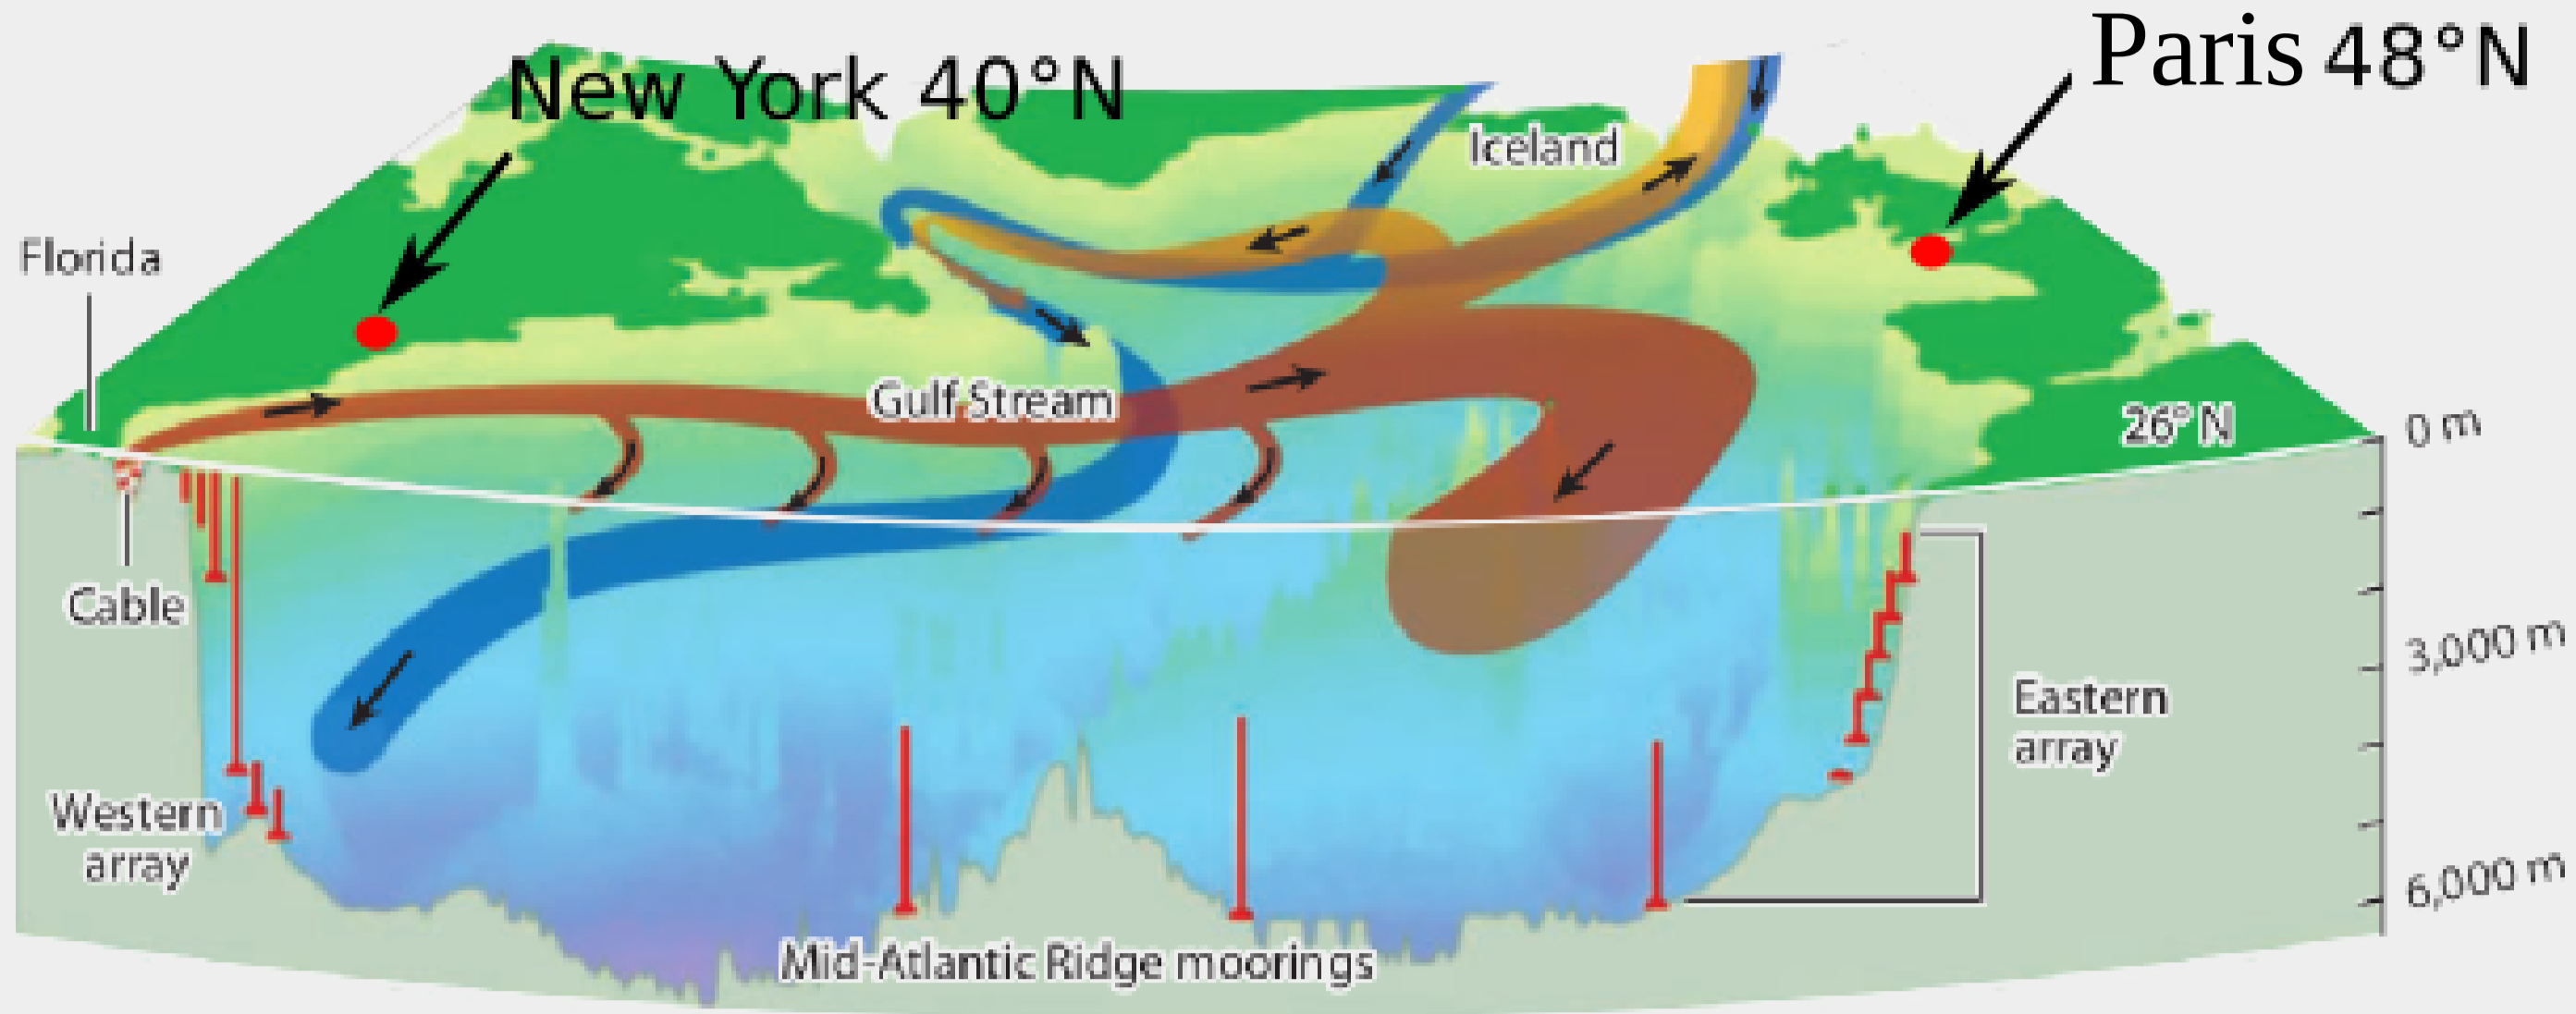 New York 40°N
Paris 48°N
Iceland
Florida
Gulf Stream
26° N
0 m
Cable
3,000 m
Eastern
array
Western
array
6,000 m
Mid-Atlantic Ridge moorings